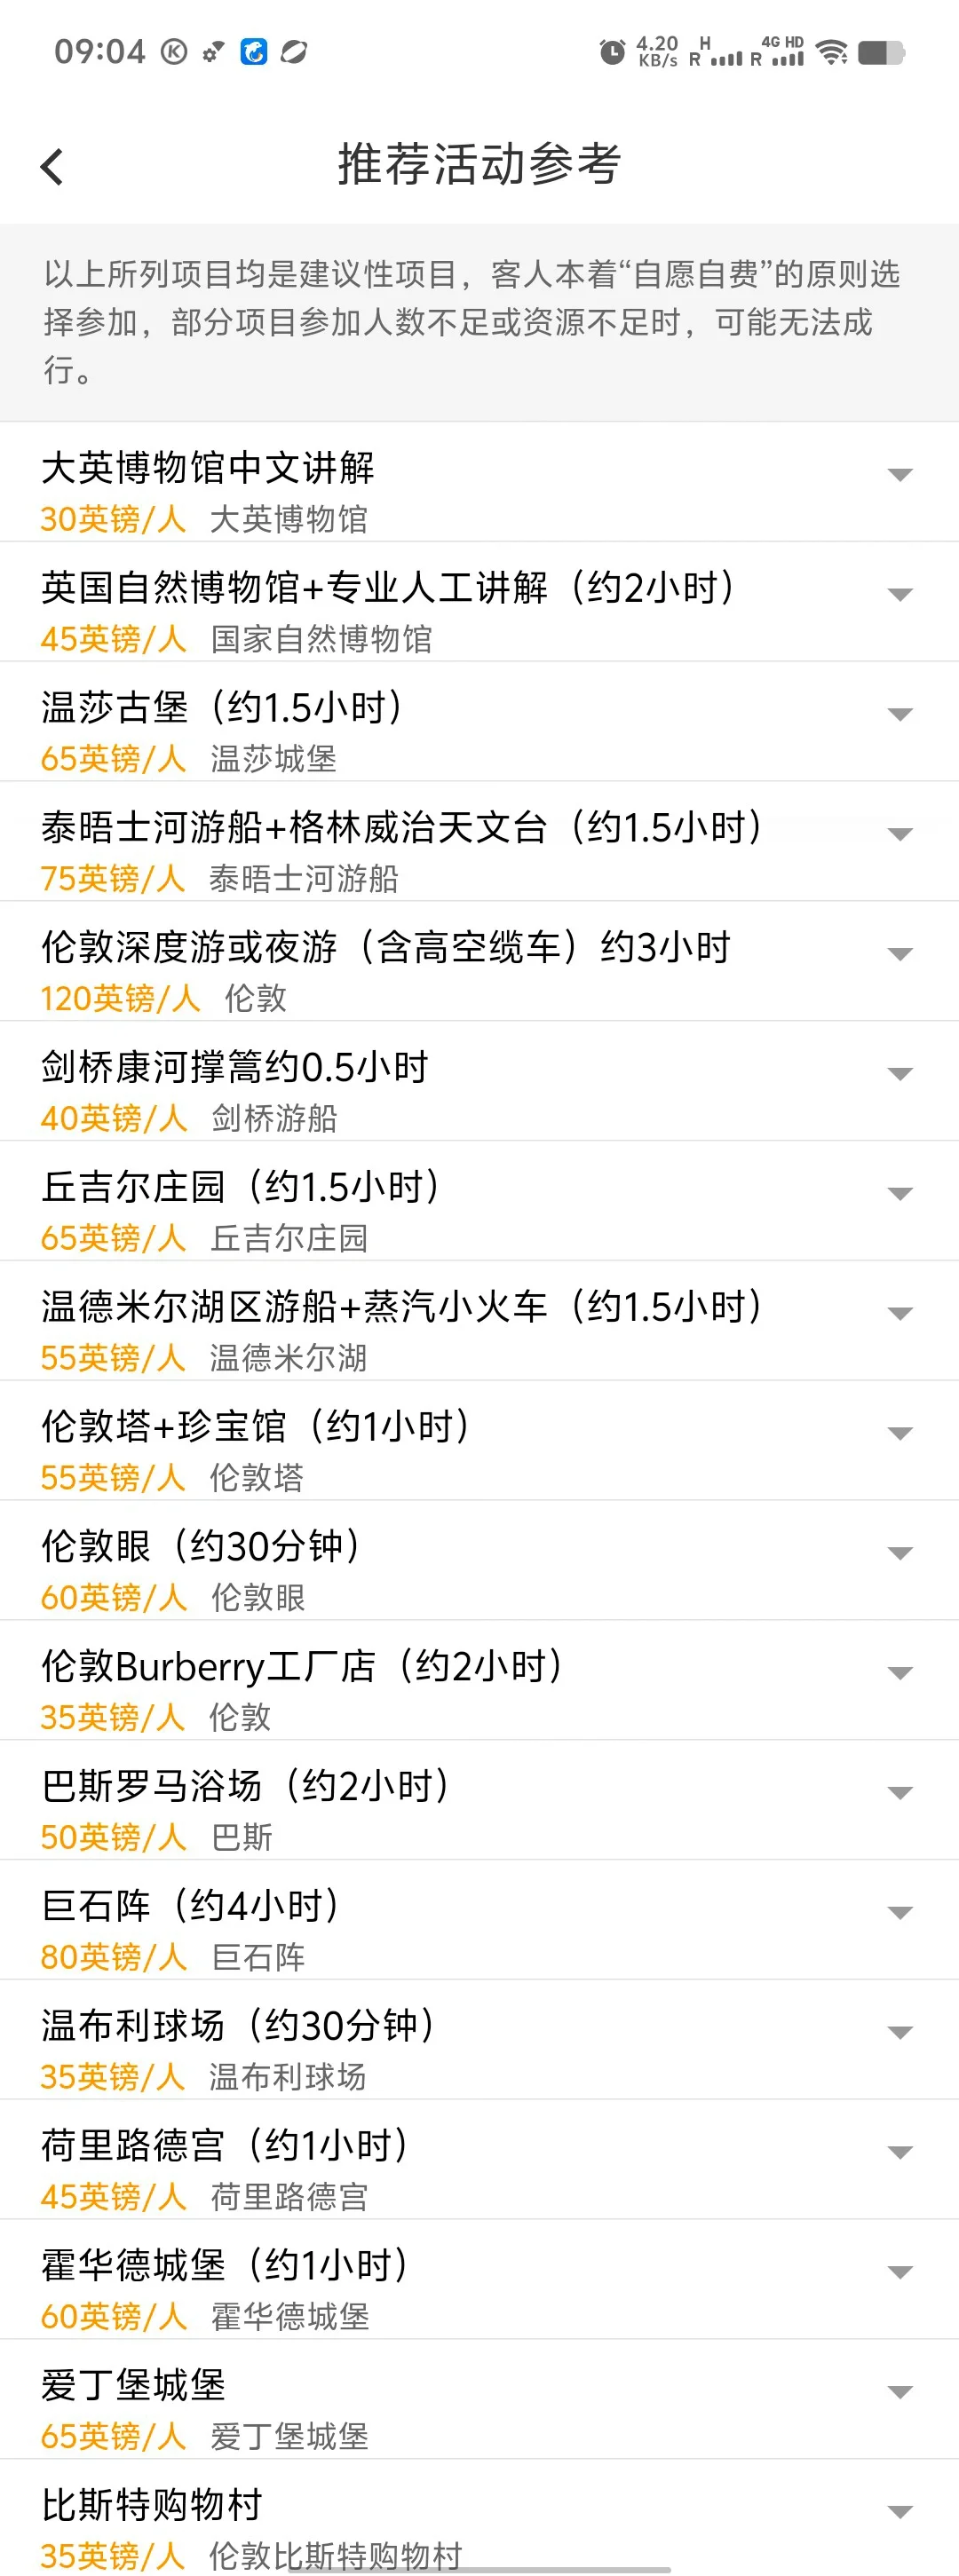 09:04
4.20 KB/s R H R 4G HD
推荐活动参考
以上所列项目均是建议性项目，客人本着“自愿自费”的原则选
择参加，部分项目参加人数不足或资源不足时，可能无法成
行。
大英博物馆中文讲解
30英镑/人 大英博物馆
英国自然博物馆+专业人工讲解（约2小时）
45英镑/人 国家自然博物馆
温莎古堡（约1.5小时）
65英镑/人 温莎城堡
泰晤士河游船+格林威治天文台（约1.5小时）
75英镑/人 泰晤士河游船
伦敦深度游或夜游（含高空缆车）约3小时
120英镑/人 伦敦
剑桥康河撑篙约0.5小时
40英镑/人 剑桥游船
丘吉尔庄园（约1.5小时）
65英镑/人 丘吉尔庄园
温德米尔湖区游船+蒸汽小火车（约1.5小时）
55英镑/人 温德米尔湖
伦敦塔+珍宝馆（约1小时）
55英镑/人 伦敦塔
伦敦眼（约30分钟）
60英镑/人 伦敦眼
伦敦Burberry工厂店（约2小时）
35英镑/人 伦敦
巴斯罗马浴场（约2小时）
50英镑/人 巴斯
巨石阵（约4小时）
80英镑/人 巨石阵
温布利球场（约30分钟）
35英镑/人 温布利球场
荷里路德宫（约1小时）
45英镑/人 荷里路德宫
霍华德城堡（约1小时）
60英镑/人 霍华德城堡
爱丁堡城堡
65英镑/人 爱丁堡城堡
比斯特购物村
35英镑/人 伦敦比斯特购物村